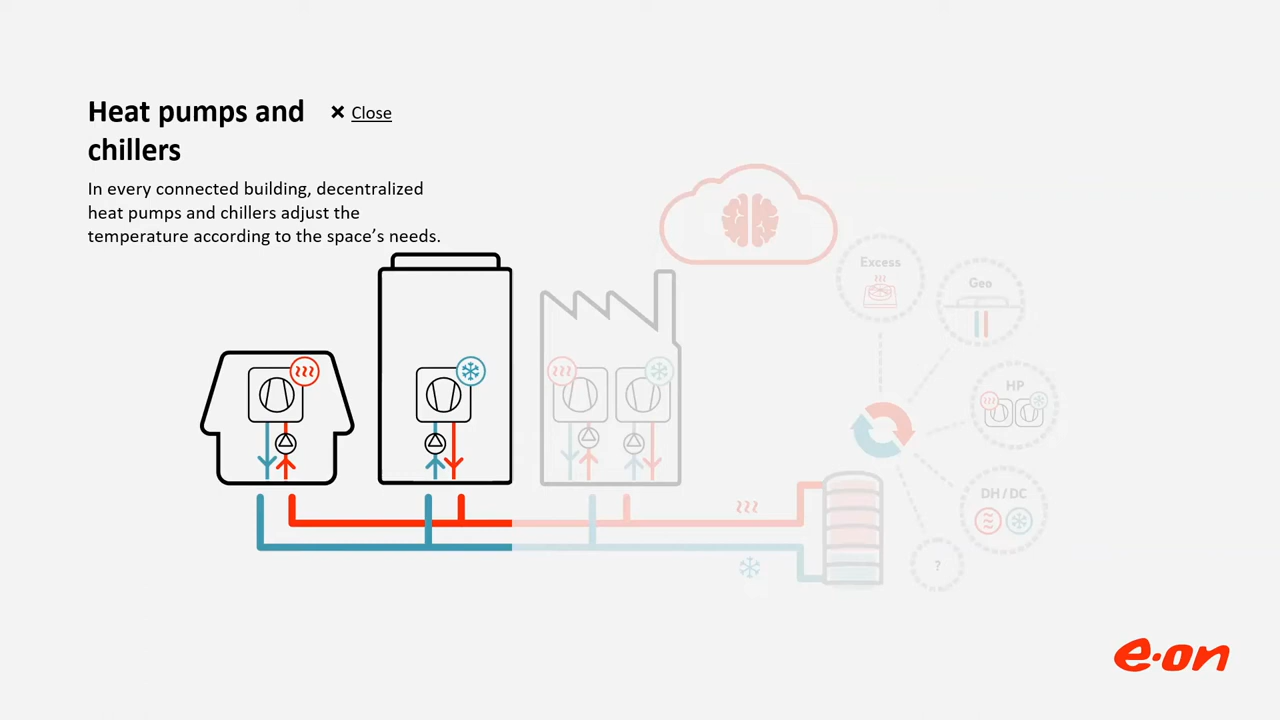 Heat pumps and
chillers
× Close
In every connected building, decentralized
heat pumps and chillers adjust the
temperature according to the space's needs.
Excess
Geo
HP
DH / DC
?
e·on